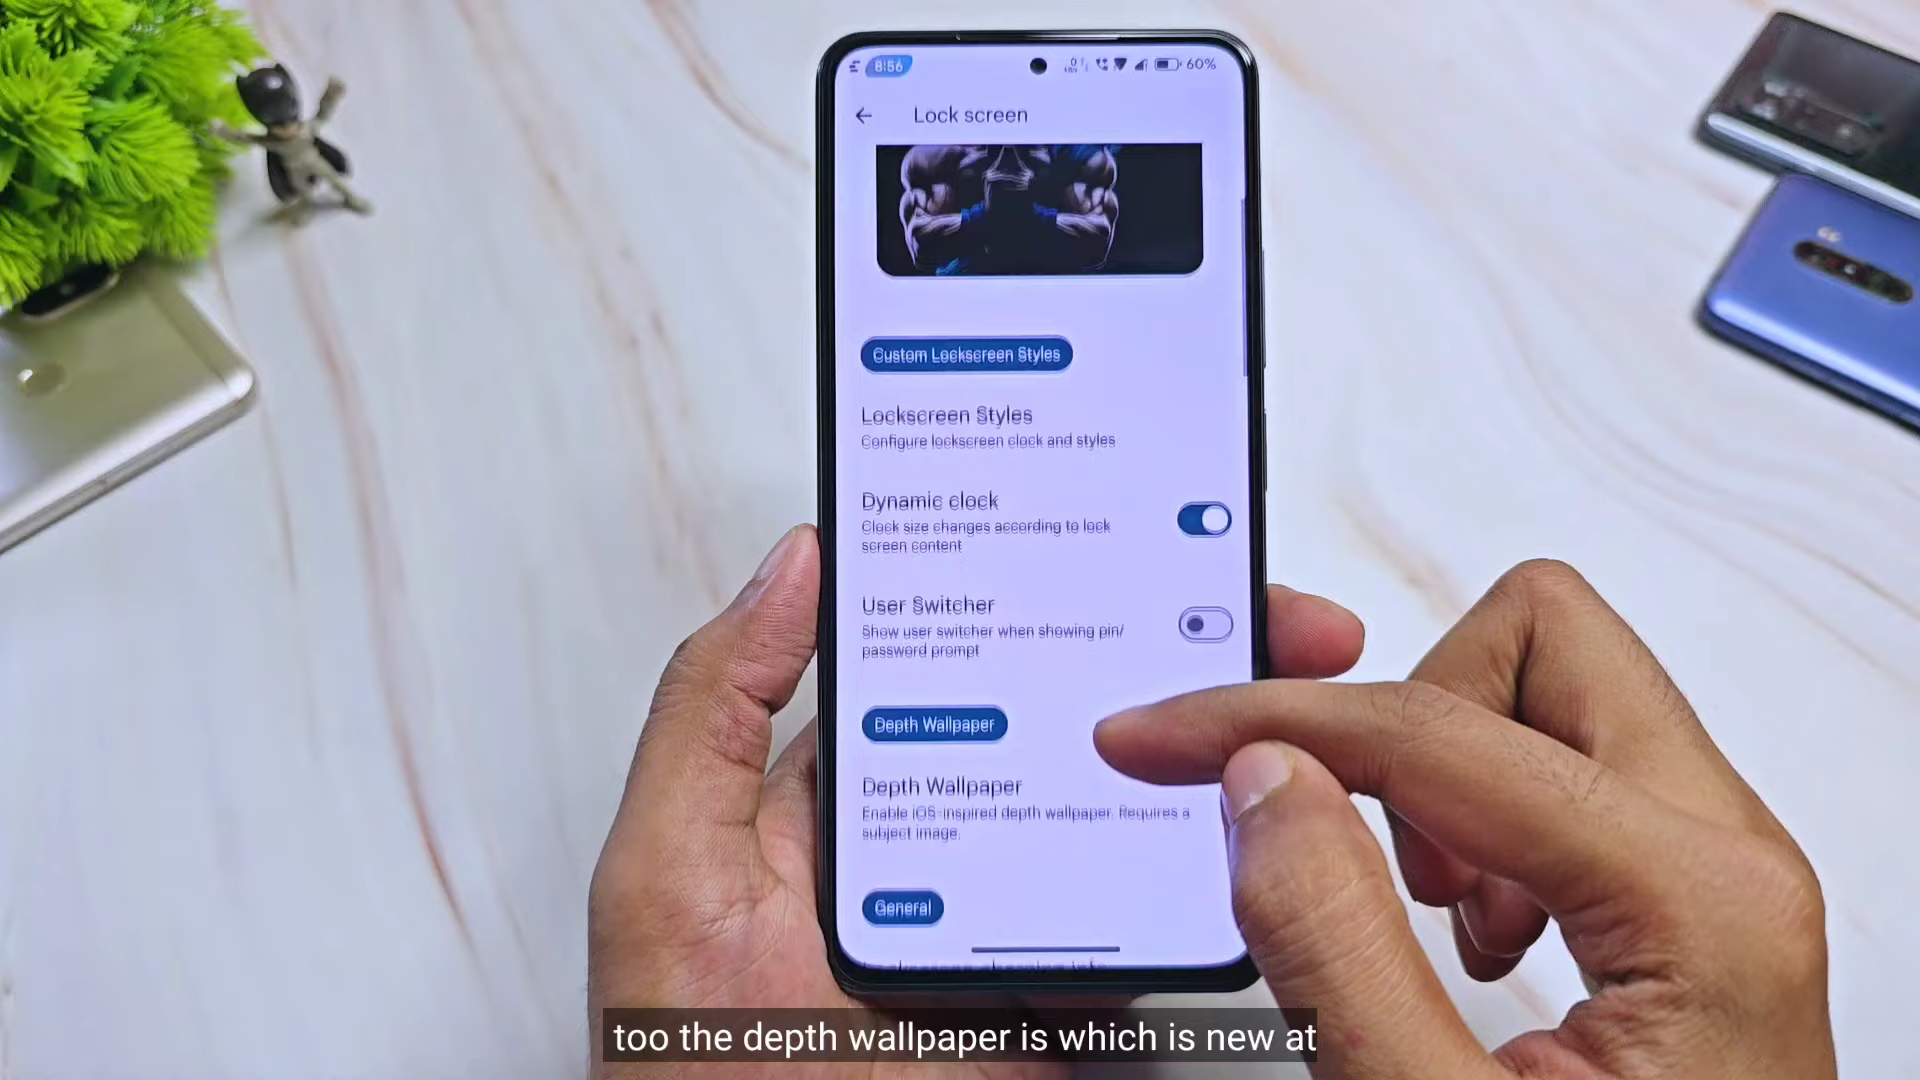 8:56
60%
Lock screen
Custom Lockscreen Styles
Lockscreen Styles
Configure lockscreen clock and styles
Dynamic clock
Clock size changes according to lock
screen content
User Switcher
Show user switcher when showing pin/
password prompt
Depth Wallpaper
Depth Wallpaper
Enable iOS-inspired depth wallpaper. Requires a
subject image.
General
too the depth wallpaper is which is new at